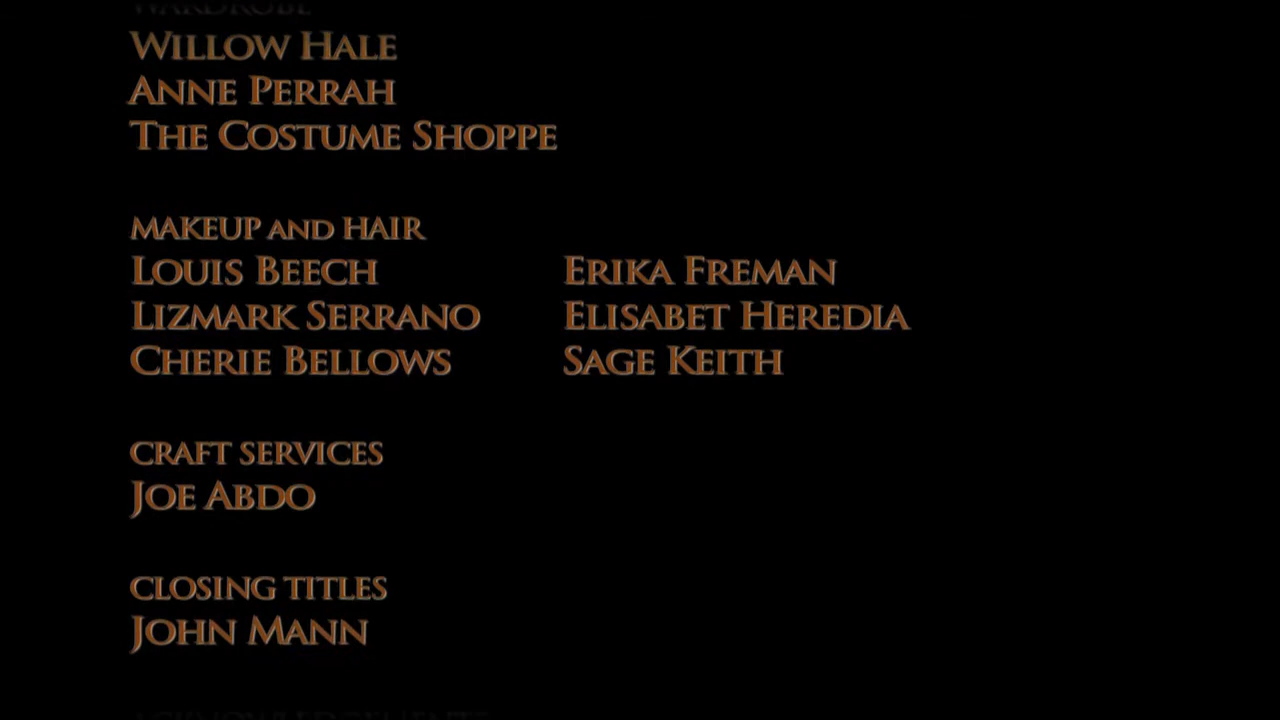 WARDROBE
WILLOW HALE
ANNE PERRAH
THE COSTUME SHOPPE
MAKEUP AND HAIR
LOUIS BEECH
ERIKA FREMAN
LIZMARK SERRANO
ELISABET HEREDIA
CHERIE BELLOWS
SAGE KEITH
CRAFT SERVICES
JOE ABDO
CLOSING TITLES
JOHN MANN